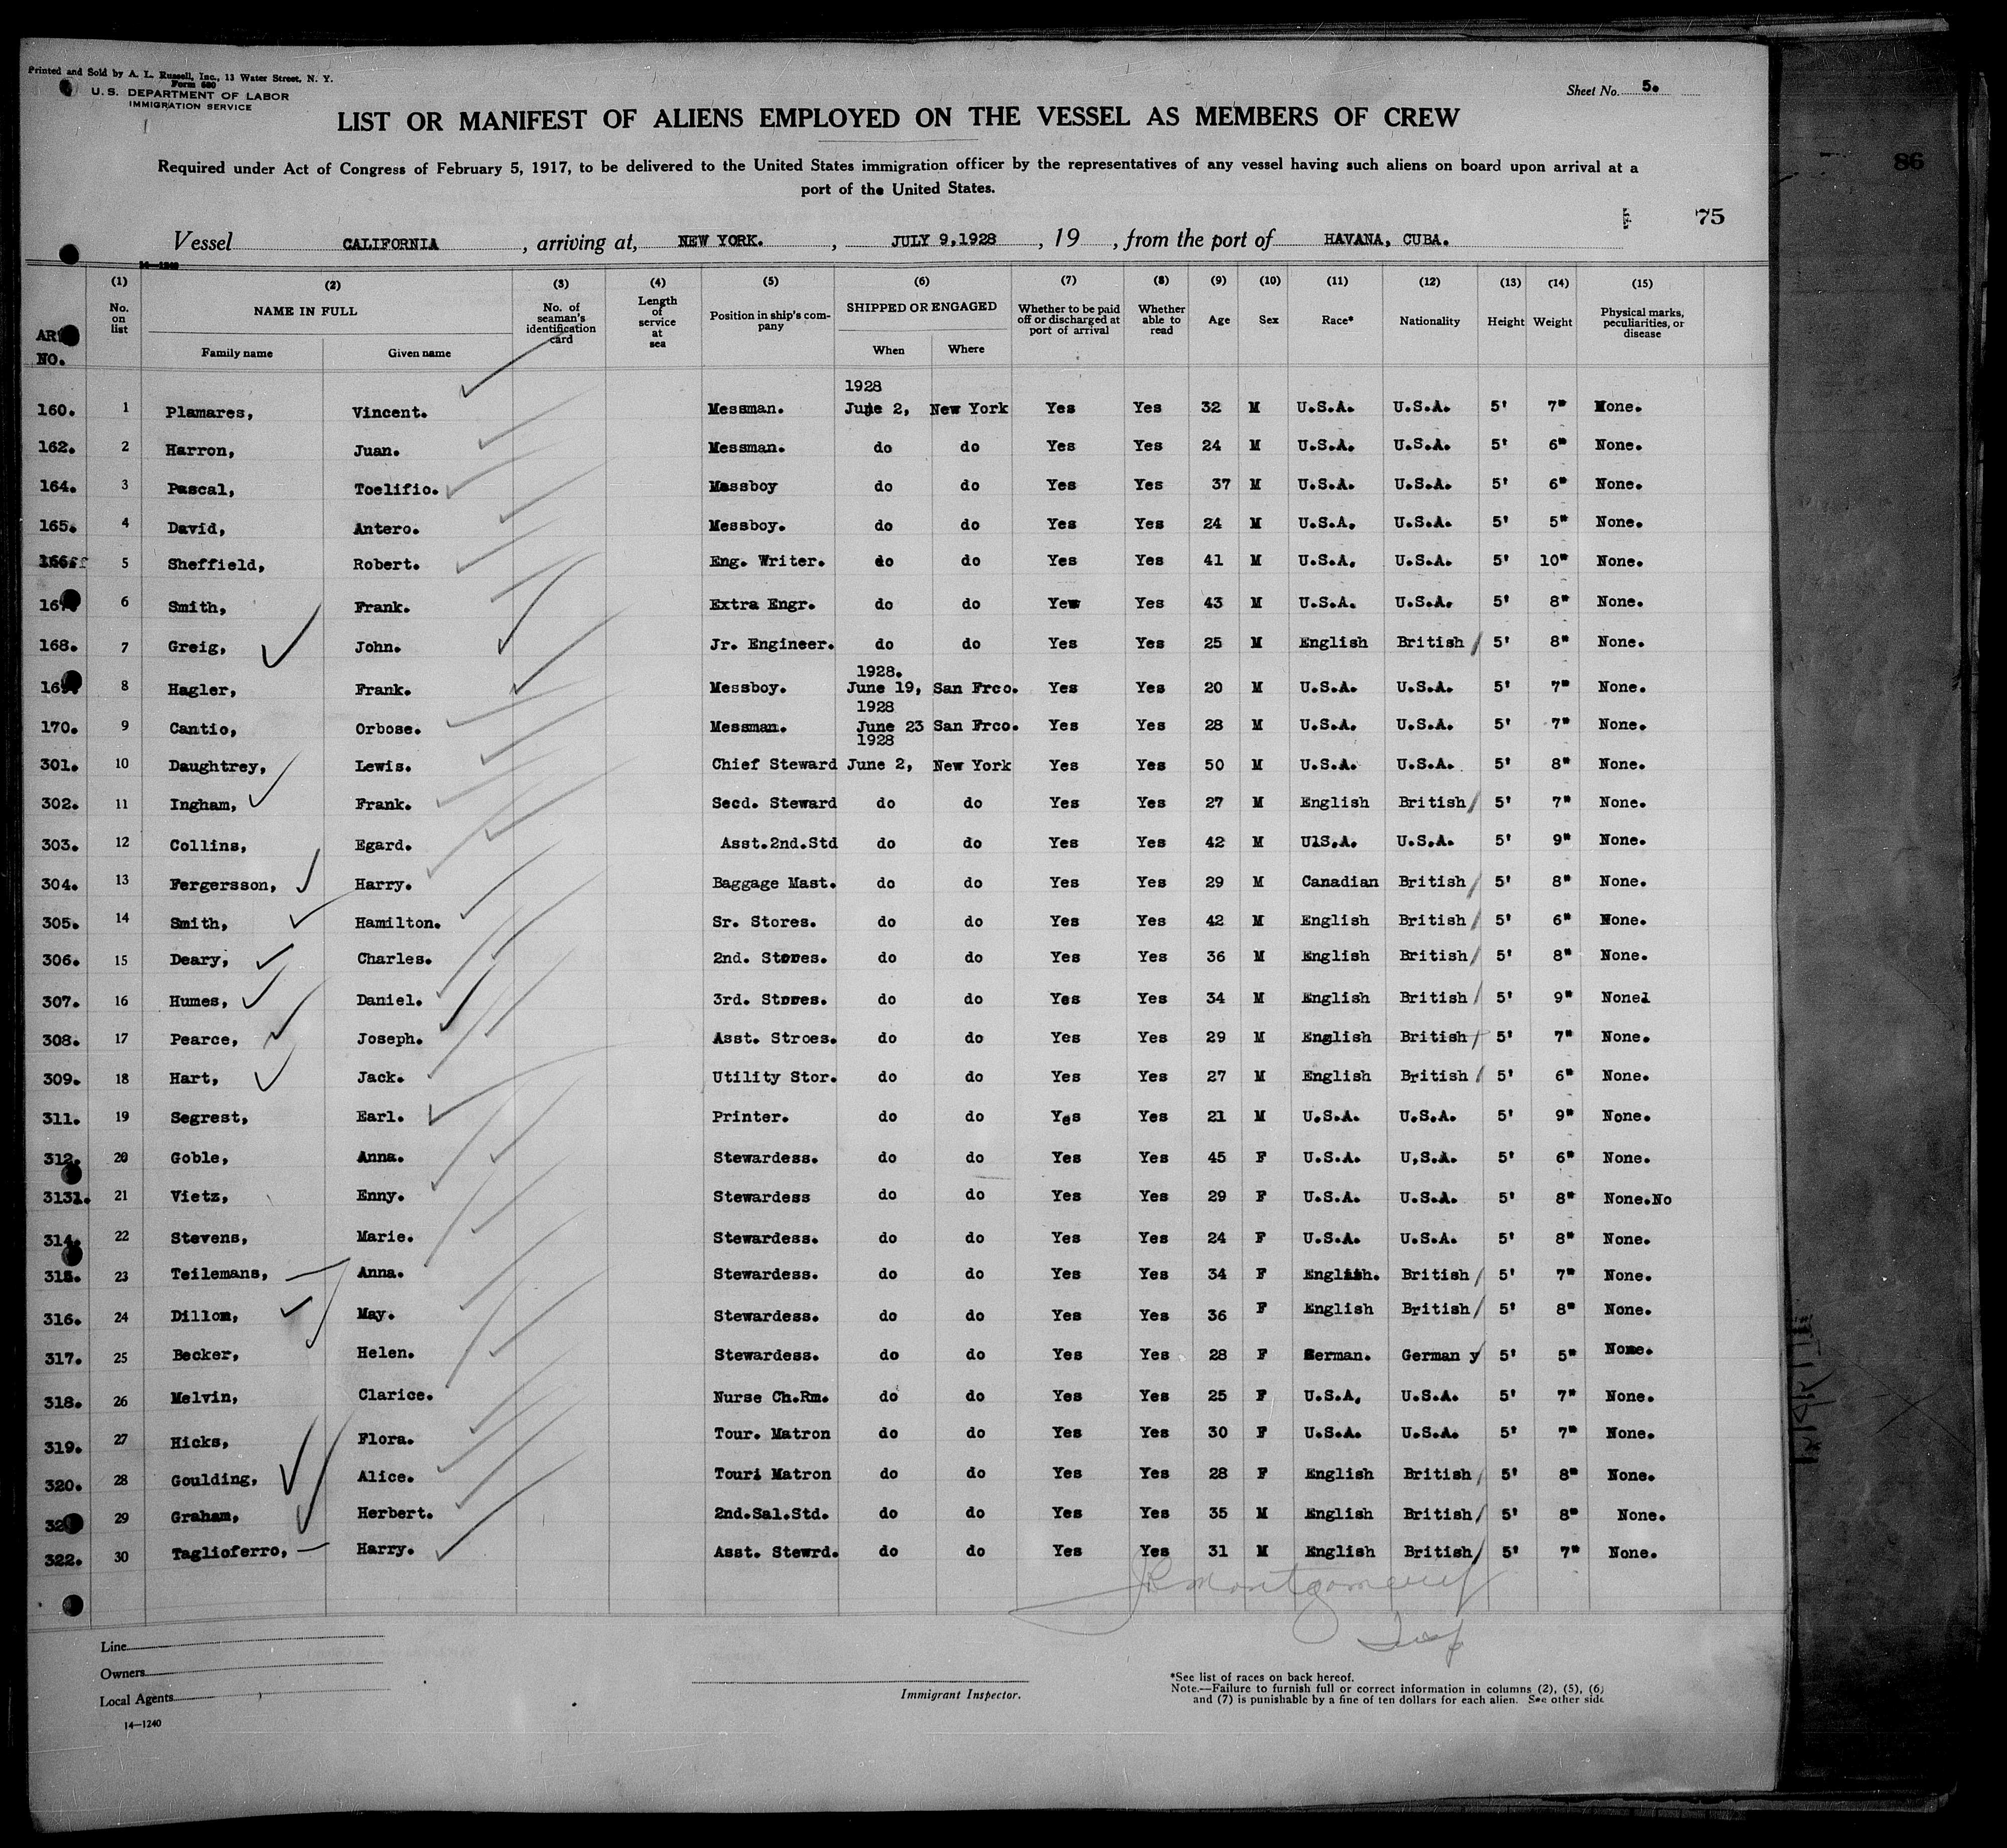 Printed and Sold by A. L. Russell, Inc., 13 Water Street, N. Y.
Form 680
U. S. DEPARTMENT OF LABOR
IMMIGRATION SERVICE
Sheet No. 5.
LIST OR MANIFEST OF ALIENS EMPLOYED ON THE VESSEL AS MEMBERS OF CREW
Required under Act of Congress of February 5, 1917, to be delivered to the United States immigration officer by the representatives of any vessel having such aliens on board upon arrival at a
port of the United States.
86
75
Vessel CALIFORNIA , arriving at, NEW YORK. , JULY 9,1928 , 19 , from the port of HAVANA, CUBA.
14-1240
(1) (2) (3) (4) (5) (6) (7) (8) (9) (10) (11) (12) (13) (14) (15)
NO. No. on list NAME IN FULL Family name Given name No. of seaman's identification card Length of service at sea Position in ship's company SHIPPED OR ENGAGED When Where Whether to be paid off or discharged at port of arrival Whether able to read Age Sex Race* Nationality Height Weight Physical marks, peculiarities, or disease
1928
160. 1 Plamares, Vincent. Messman. June 2, New York Yes Yes 32 M U.S.A. U.S.A. 5' 7" None.
162. 2 Harron, Juan. Messman. do do Yes Yes 24 M U.S.A. U.S.A. 5' 6" None.
164. 3 Pascal, Toelifio. Messboy do do Yes Yes 37 M U.S.A. U.S.A. 5' 6" None.
165. 4 David, Antero. Messboy. do do Yes Yes 24 M U.S.A. U.S.A. 5' 5" None.
166. 5 Sheffield, Robert. Eng. Writer. do do Yes Yes 41 M U.S.A. U.S.A. 5' 10" None.
167. 6 Smith, Frank. Extra Engr. do do Yew Yes 43 M U.S.A. U.S.A. 5' 8" None.
168. 7 Greig, John. Jr. Engineer. do do Yes Yes 25 M English British 5' 8" None.
1928.
169. 8 Hagler, Frank. Messboy. June 19, San Frco. Yes Yes 20 M U.S.A. U.S.A. 5' 7" None.
1928
170. 9 Cantio, Orbose. Messman. June 23 San Frco. Yes Yes 28 M U.S.A. U.S.A. 5' 7" None.
1928
301. 10 Daughtrey, Lewis. Chief Steward June 2, New York Yes Yes 50 M U.S.A. U.S.A. 5' 8" None.
302. 11 Ingham, Frank. Secd. Steward do do Yes Yes 27 M English British 5' 7" None.
303. 12 Collins, Egard. Asst.2nd.Std do do Yes Yes 42 M UlS.A. U.S.A. 5' 9" None.
304. 13 Fergersson, Harry. Baggage Mast. do do Yes Yes 29 M Canadian British 5' 8" None.
305. 14 Smith, Hamilton. Sr. Stores. do do Yes Yes 42 M English British 5' 6" None.
306. 15 Deary, Charles. 2nd. Stores. do do Yes Yes 36 M English British 5' 8" None.
307. 16 Humes, Daniel. 3rd. Stores. do do Yes Yes 34 M English British 5' 9" Nonel
308. 17 Pearce, Joseph. Asst. Stroes. do do Yes Yes 29 M English British 5' 7" None.
309. 18 Hart, Jack. Utility Stor. do do Yes Yes 27 M English British 5' 6" None.
311. 19 Segrest, Earl. Printer. do do Yes Yes 21 M U.S.A. U.S.A. 5' 9" None.
312. 20 Goble, Anna. Stewardess. do do Yes Yes 45 F U.S.A. U,S.A. 5' 6" None.
3131. 21 Vietz, Enny. Stewardess do do Yes Yes 29 F U.S.A. U.S.A. 5' 8" None.No
314. 22 Stevens, Marie. Stewardess. do do Yes Yes 24 F U.S.A. U.S.A. 5' 8" None.
315. 23 Teilemans, Anna. Stewardess. do do Yes Yes 34 F English. British 5' 7" None.
316. 24 Dillon, May. Stewardess. do do Yes Yes 36 F English British 5' 8" None.
317. 25 Becker, Helen. Stewardess. do do Yes Yes 28 F German. German y 5' 5" None.
318. 26 Melvin, Clarice. Nurse Ch.Rm. do do Yes Yes 25 F U.S.A, U.S.A. 5' 7" None.
319. 27 Hicks, Flora. Tour. Matron do do Yes Yes 30 F U.S.A. U.S.A. 5' 7" None.
320. 28 Goulding, Alice. Touri Matron do do Yes Yes 28 F English British 5' 8" None.
29 Graham, Herbert. 2nd.Sal.Std. do do Yes Yes 35 M English British 5' 8" None.
322. 30 Taglioferro, Harry. Asst. Stewrd. do do Yes Yes 31 M English British 5' 7" None.
JR Montgomery
Insp
Line
Owners
Local Agents
14—1240
Immigrant Inspector.
*See list of races on back hereof.
Note.—Failure to furnish full or correct information in columns (2), (5), (6)
and (7) is punishable by a fine of ten dollars for each alien. See other side